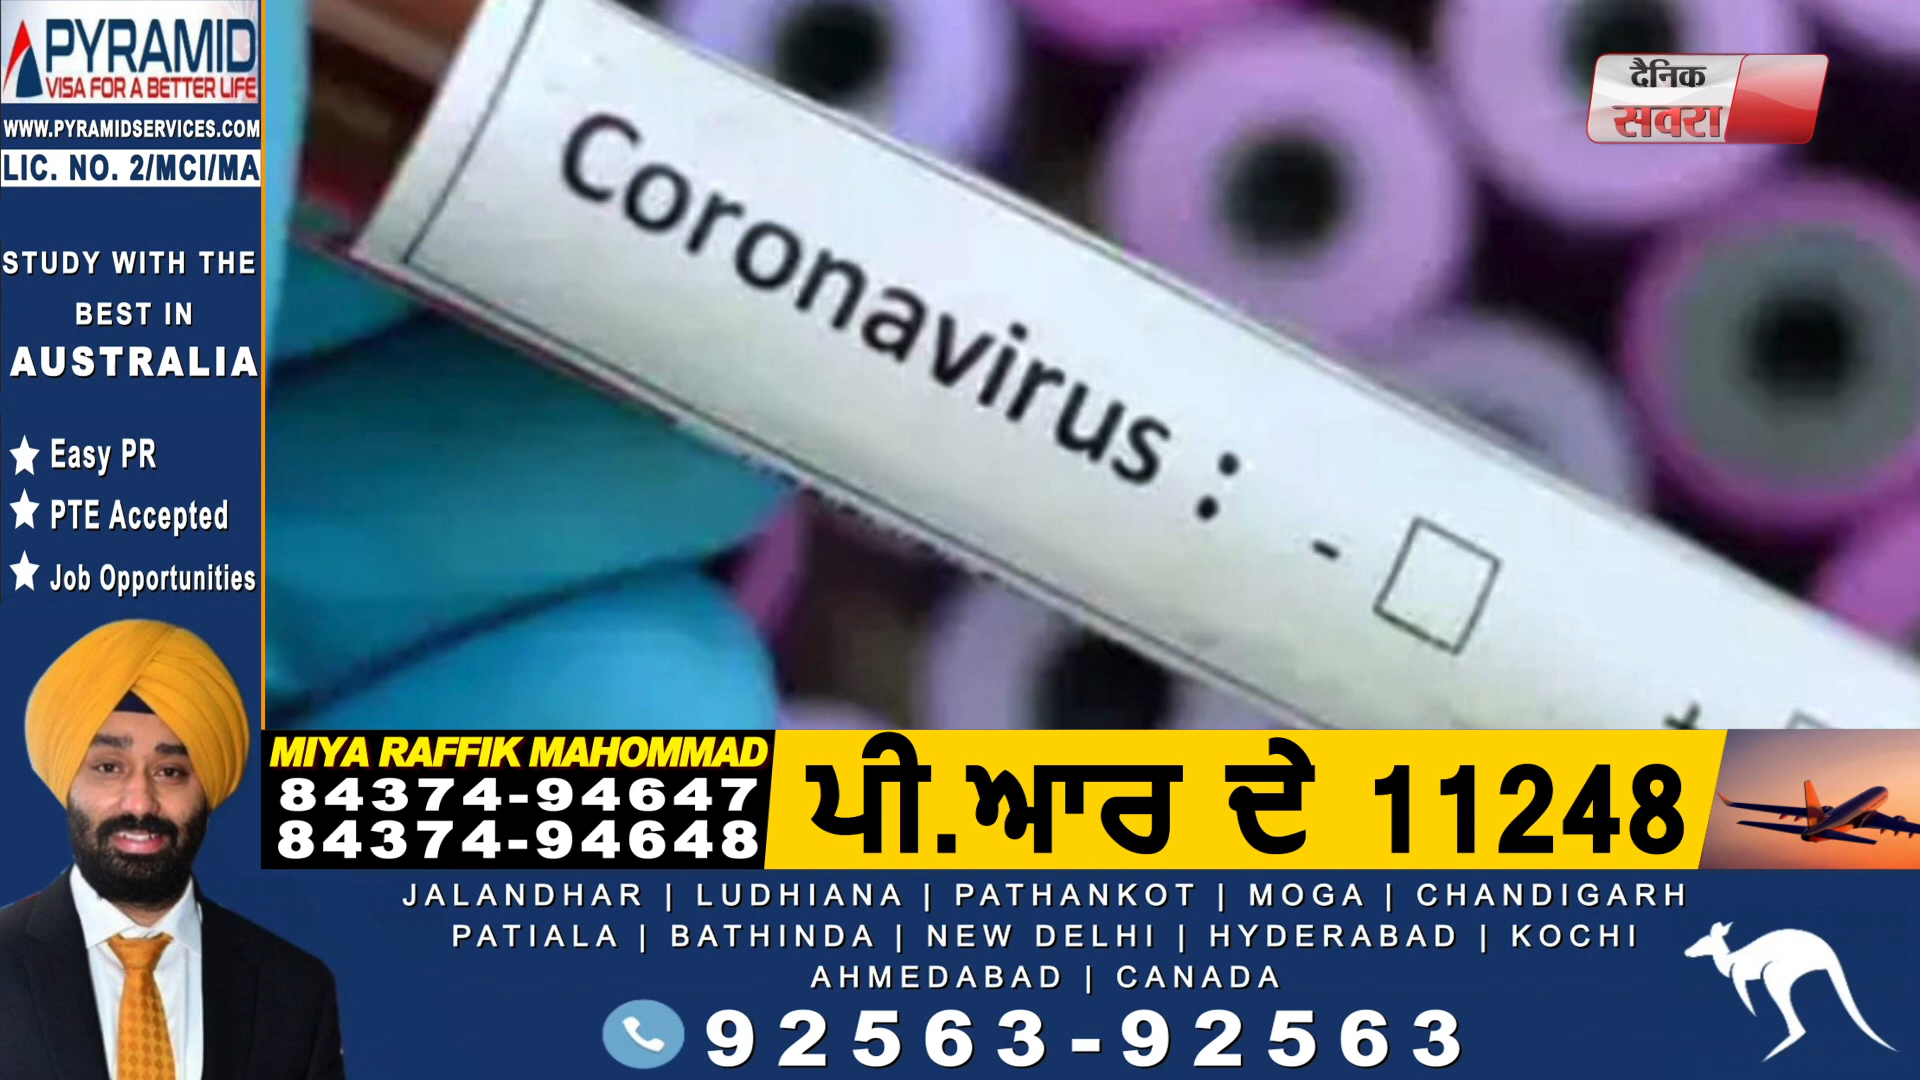 PYRAMID
VISA FOR A BETTER LIFE
WWW.PYRAMIDSERVICES.COM
LIC. NO. 2/MCI/MA
STUDY WITH THE
BEST IN
AUSTRALIA
Easy PR
PTE Accepted
Job Opportunities
Coronavirus : -
+
दैनिक
सवेरा
MIYA RAFFIK MAHOMMAD
84374-94647
84374-94648
ਪੀ.ਆਰ ਦੇ 11248
JALANDHAR | LUDHIANA | PATHANKOT | MOGA | CHANDIGARH
PATIALA | BATHINDA | NEW DELHI | HYDERABAD | KOCHI
AHMEDABAD | CANADA
92563-92563